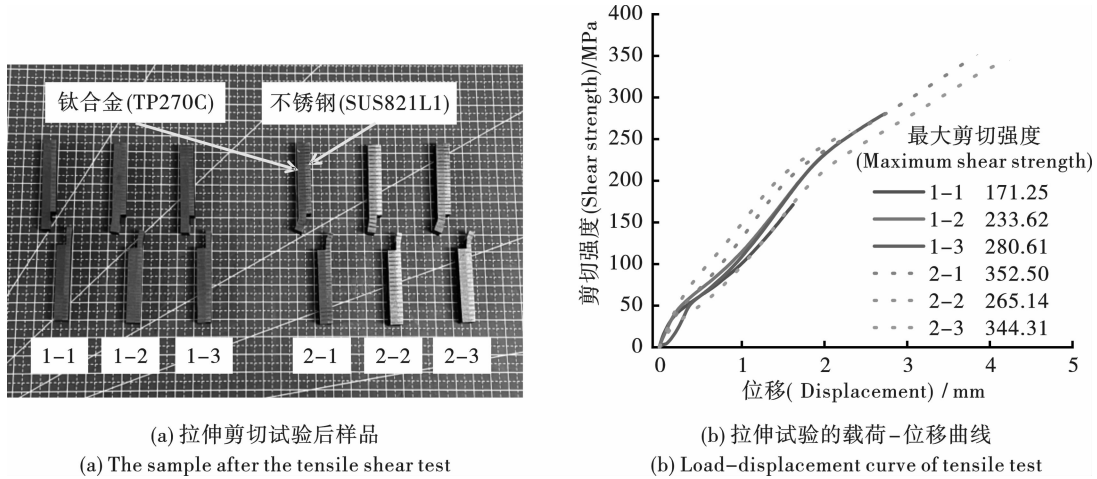 钛合金(TP270C)
不锈钢(SUS821L1)
1-1
1-2
1-3
2-1
2-2
2-3
(a) 拉伸剪切试验后样品
(a) The sample after the tensile shear test
剪切强度(Shear strength)/MPa
400
350
300
250
200
150
100
50
0
0
1
2
3
4
5
位移( Displacement) / mm
最大剪切强度
(Maximum shear strength)
1-1 171.25
1-2 233.62
1-3 280.61
2-1 352.50
2-2 265.14
2-3 344.31
(b) 拉伸试验的载荷-位移曲线
(b) Load-displacement curve of tensile test